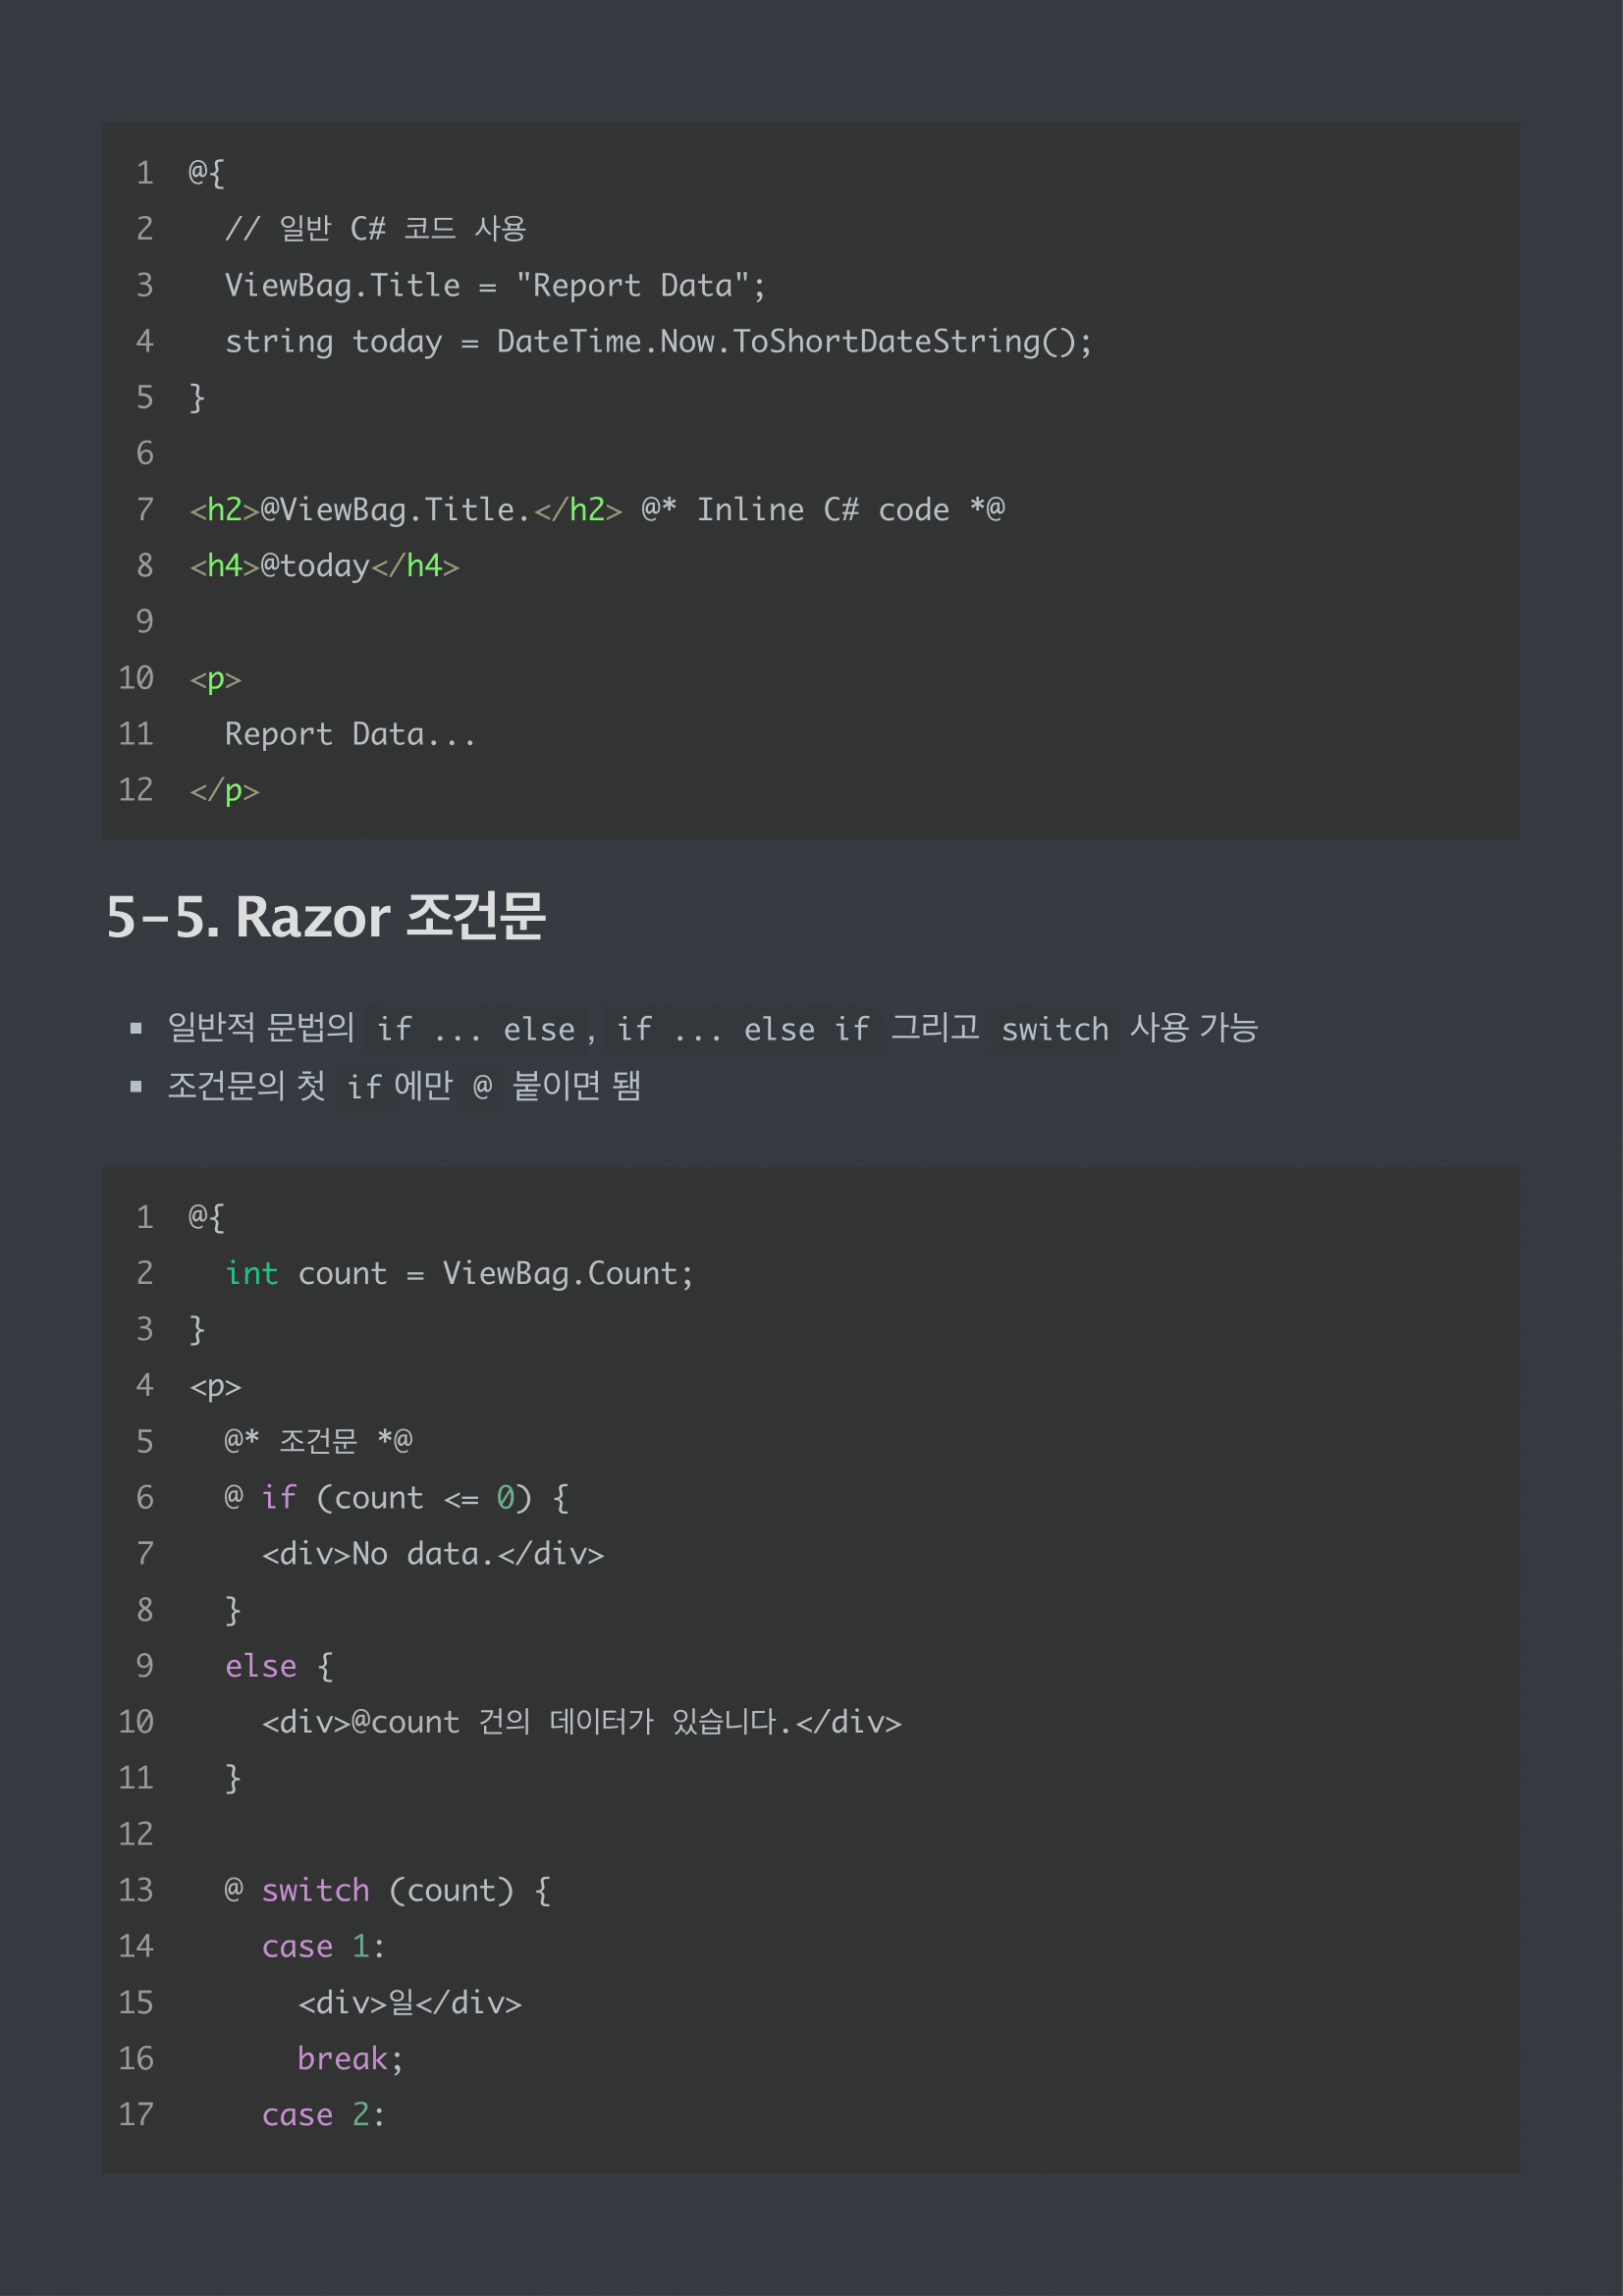 1 @{
2   // 일반 C# 코드 사용
3   ViewBag.Title = "Report Data";
4   string today = DateTime.Now.ToShortDateString();
5 }
6
7 <h2>@ViewBag.Title.</h2> @* Inline C# code *@
8 <h4>@today</h4>
9
10 <p>
11   Report Data...
12 </p>
5-5. Razor 조건문
▪ 일반적 문법의 if ... else , if ... else if 그리고 switch 사용 가능
▪ 조건문의 첫 if 에만 @ 붙이면 됌
1 @{
2   int count = ViewBag.Count;
3 }
4 <p>
5   @* 조건문 *@
6   @ if (count <= 0) {
7     <div>No data.</div>
8   }
9   else {
10     <div>@count 건의 데이터가 있습니다.</div>
11   }
12
13   @ switch (count) {
14     case 1:
15       <div>일</div>
16       break;
17     case 2: